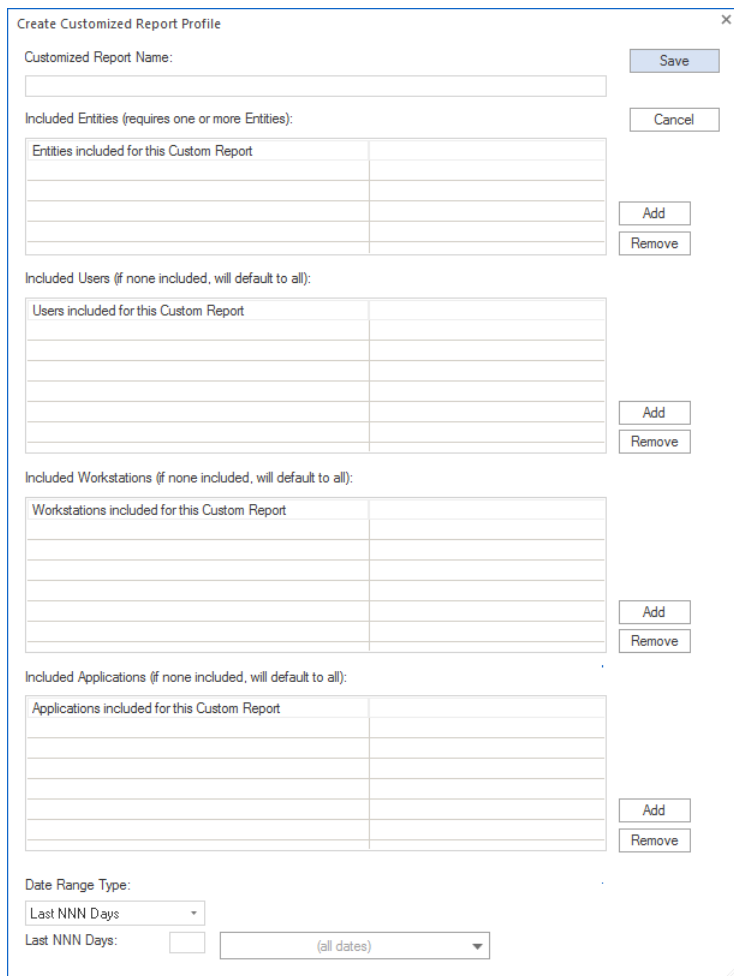 Create Customized Report Profile
Customized Report Name:
Save
Included Entities (requires one or more Entities):
Cancel
Entities included for this Custom Report
Add
Remove
Included Users (if none included, will default to all):
Users included for this Custom Report
Add
Remove
Included Workstations (if none included, will default to all):
Workstations included for this Custom Report
Add
Remove
Included Applications (if none included, will default to all):
Applications included for this Custom Report
Add
Remove
Date Range Type:
Last NNN Days
Last NNN Days:
(all dates)